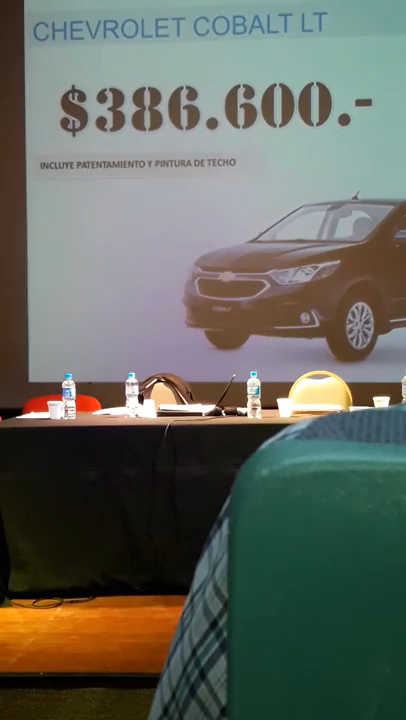 CHEVROLET COBALT LT
$386.600.-
INCLUYE PATENTAMIENTO Y PINTURA DE TECHO